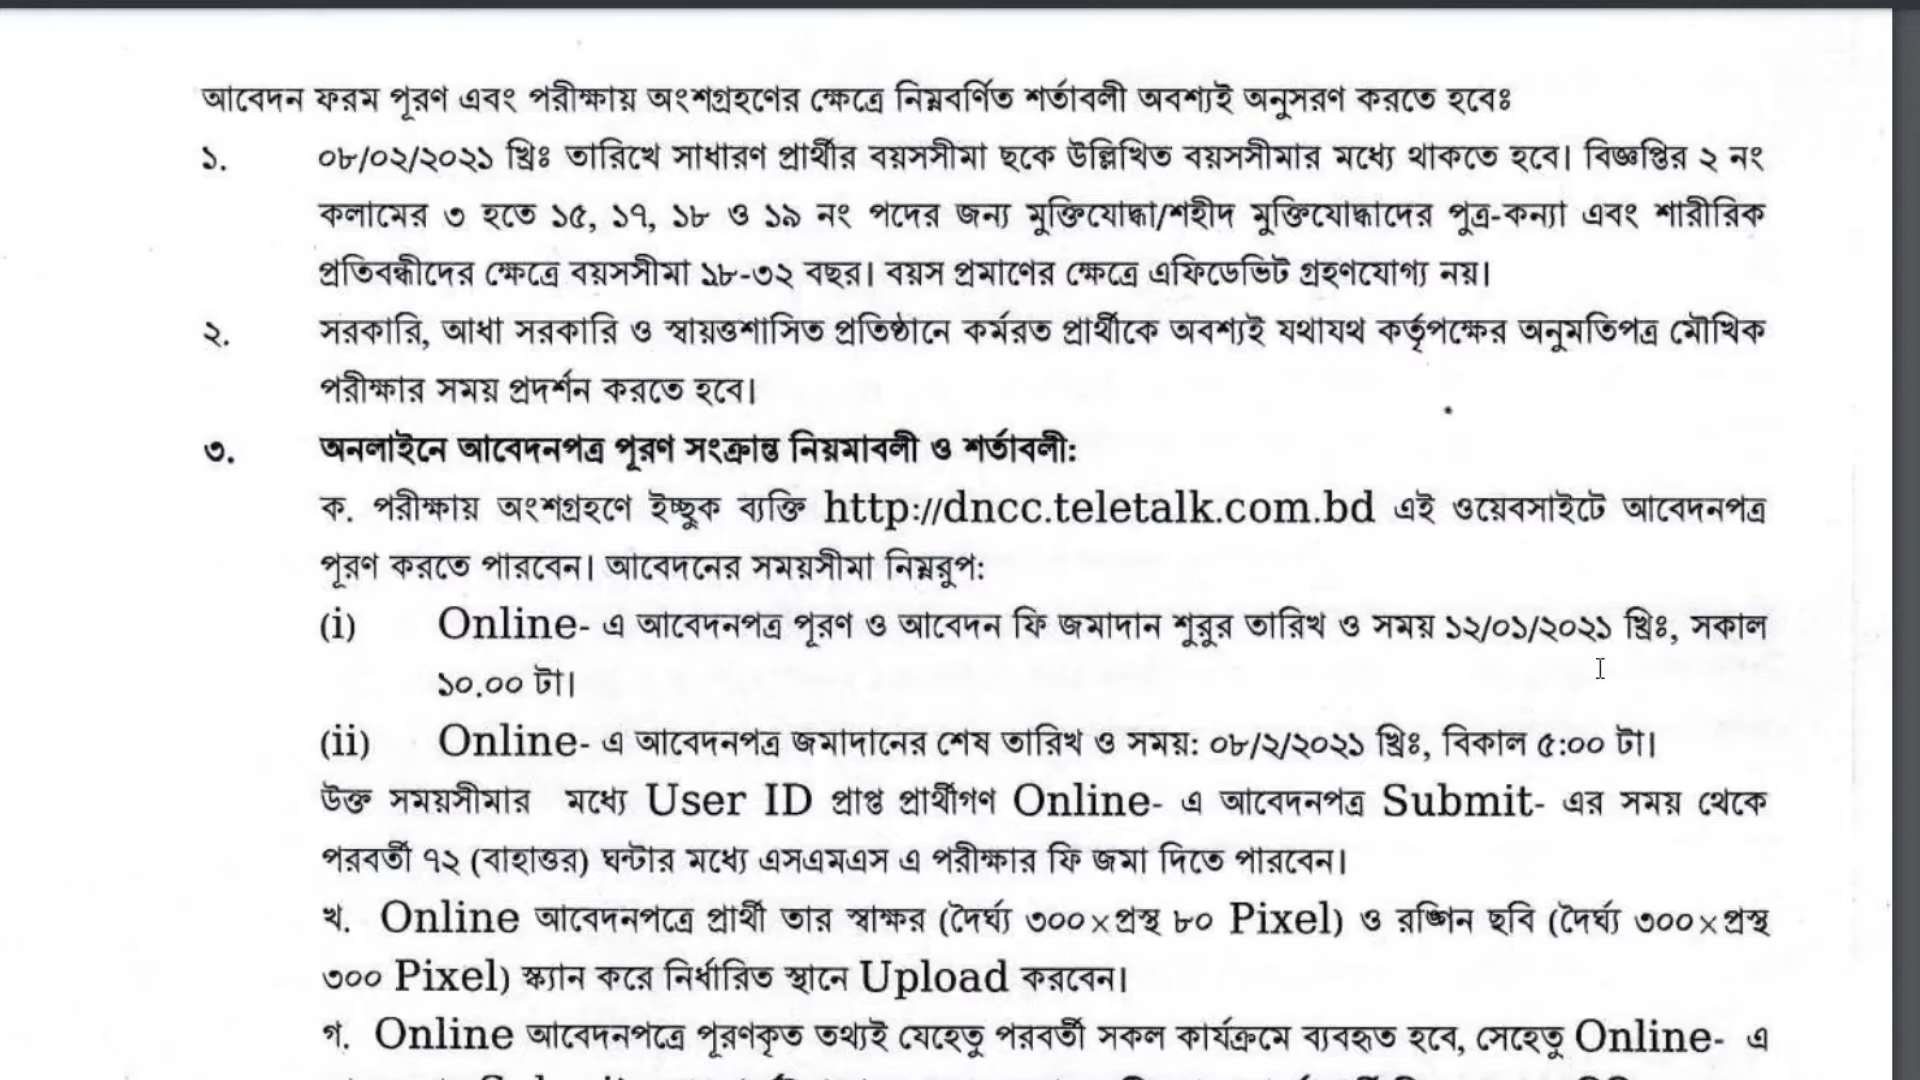 আবেদন ফরম পূরণ এবং পরীক্ষায় অংশগ্রহণের ক্ষেত্রে নিম্নবর্ণিত শর্তাবলী অবশ্যই অনুসরণ করতে হবেঃ
১. ০৮/০২/২০২১ খ্রিঃ তারিখে সাধারণ প্রার্থীর বয়সসীমা ছকে উল্লিখিত বয়সসীমার মধ্যে থাকতে হবে। বিজ্ঞপ্তির ২ নং
কলামের ৩ হতে ১৫, ১৭, ১৮ ও ১৯ নং পদের জন্য মুক্তিযোদ্ধা/শহীদ মুক্তিযোদ্ধাদের পুত্র-কন্যা এবং শারীরিক
প্রতিবন্ধীদের ক্ষেত্রে বয়সসীমা ১৮-৩২ বছর। বয়স প্রমাণের ক্ষেত্রে এফিডেভিট গ্রহণযোগ্য নয়।
২. সরকারি, আধা সরকারি ও স্বায়ত্তশাসিত প্রতিষ্ঠানে কর্মরত প্রার্থীকে অবশ্যই যথাযথ কর্তৃপক্ষের অনুমতিপত্র মৌখিক
পরীক্ষার সময় প্রদর্শন করতে হবে।
৩. অনলাইনে আবেদনপত্র পূরণ সংক্রান্ত নিয়মাবলী ও শর্তাবলী:
ক. পরীক্ষায় অংশগ্রহণে ইচ্ছুক ব্যক্তি http://dncc.teletalk.com.bd এই ওয়েবসাইটে আবেদনপত্র
পূরণ করতে পারবেন। আবেদনের সময়সীমা নিম্নরুপ:
(i) Online- এ আবেদনপত্র পূরণ ও আবেদন ফি জমাদান শুরুর তারিখ ও সময় ১২/০১/২০২১ খ্রিঃ, সকাল
১০.০০ টা।
(ii) Online- এ আবেদনপত্র জমাদানের শেষ তারিখ ও সময়: ০৮/২/২০২১ খ্রিঃ, বিকাল ৫:০০ টা।
উক্ত সময়সীমার মধ্যে User ID প্রাপ্ত প্রার্থীগণ Online- এ আবেদনপত্র Submit- এর সময় থেকে
পরবর্তী ৭২ (বাহাত্তর) ঘন্টার মধ্যে এসএমএস এ পরীক্ষার ফি জমা দিতে পারবেন।
খ. Online আবেদনপত্রে প্রার্থী তার স্বাক্ষর (দৈর্ঘ্য ৩০০×প্রস্থ ৮০ Pixel) ও রঙ্গিন ছবি (দৈর্ঘ্য ৩০০×প্রস্থ
৩০০ Pixel) স্ক্যান করে নির্ধারিত স্থানে Upload করবেন।
গ. Online আবেদনপত্রে পূরণকৃত তথ্যই যেহেতু পরবর্তী সকল কার্যক্রমে ব্যবহৃত হবে, সেহেতু Online- এ